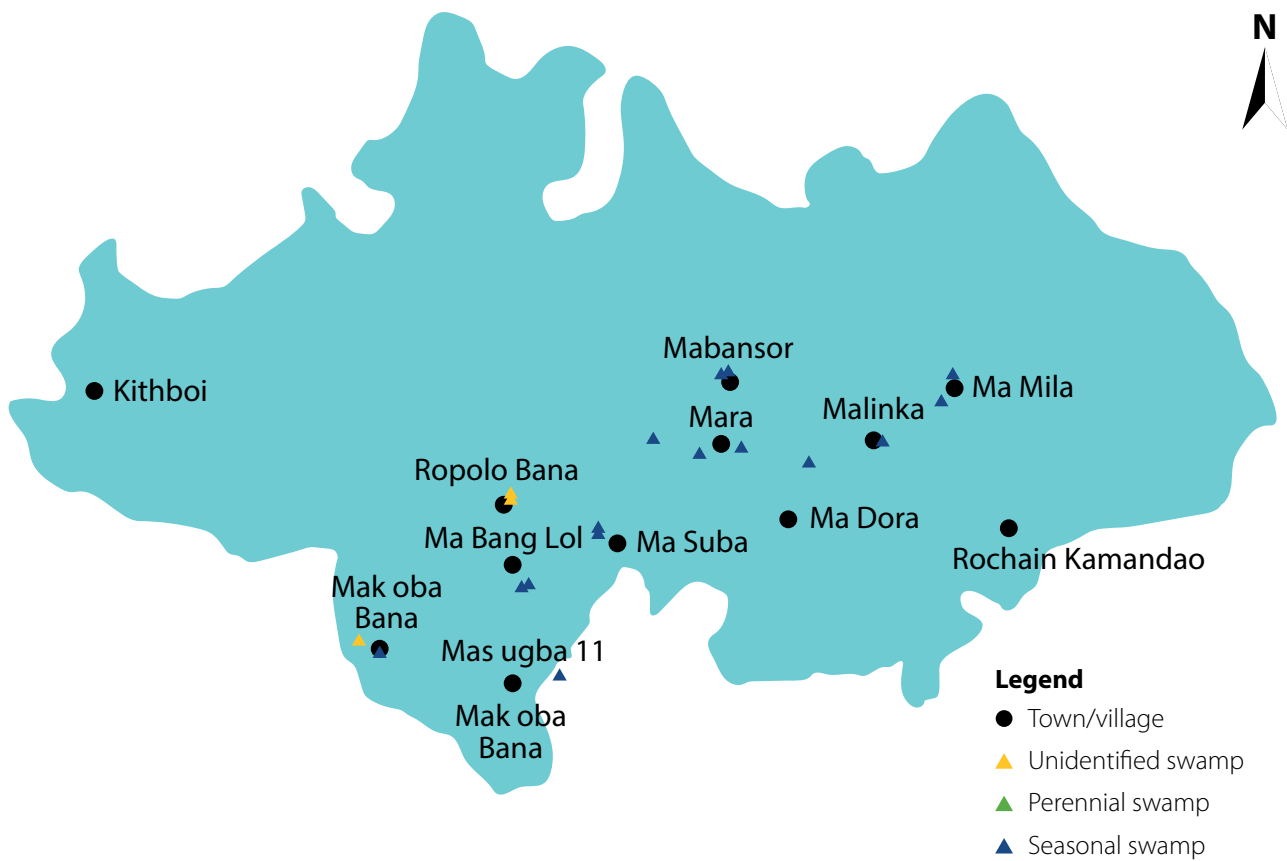 N
Mabansor
Kithboi
Ma Mila
Mara
Malinka
Ropolo Bana
Ma Bang Lol
Ma Suba
Ma Dora
Rochain Kamandao
Mak oba
Bana
Mas ugba 11
Mak oba
Bana
Legend
Town/village
Unidentified swamp
Perennial swamp
Seasonal swamp